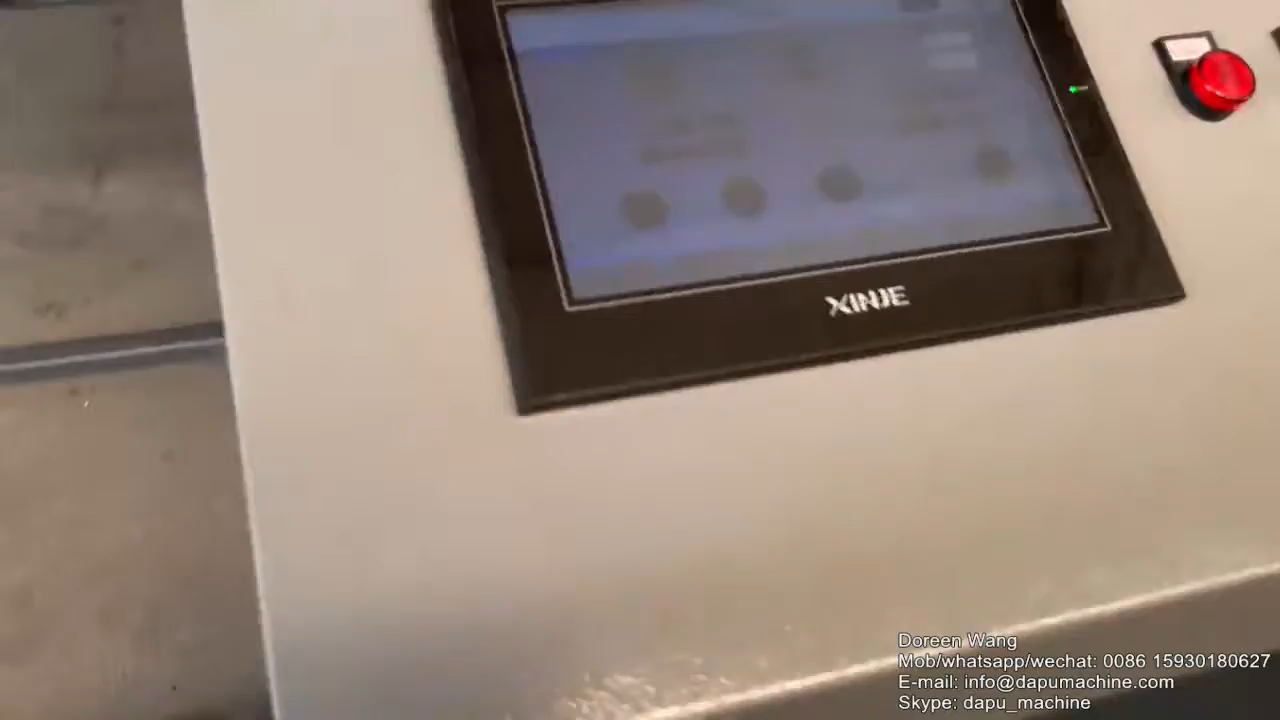 XINJE
Doreen Wang
Mob/whatsapp/wechat: 0086 15930180627
E-mail: info@dapumachine.com
Skype: dapu_machine